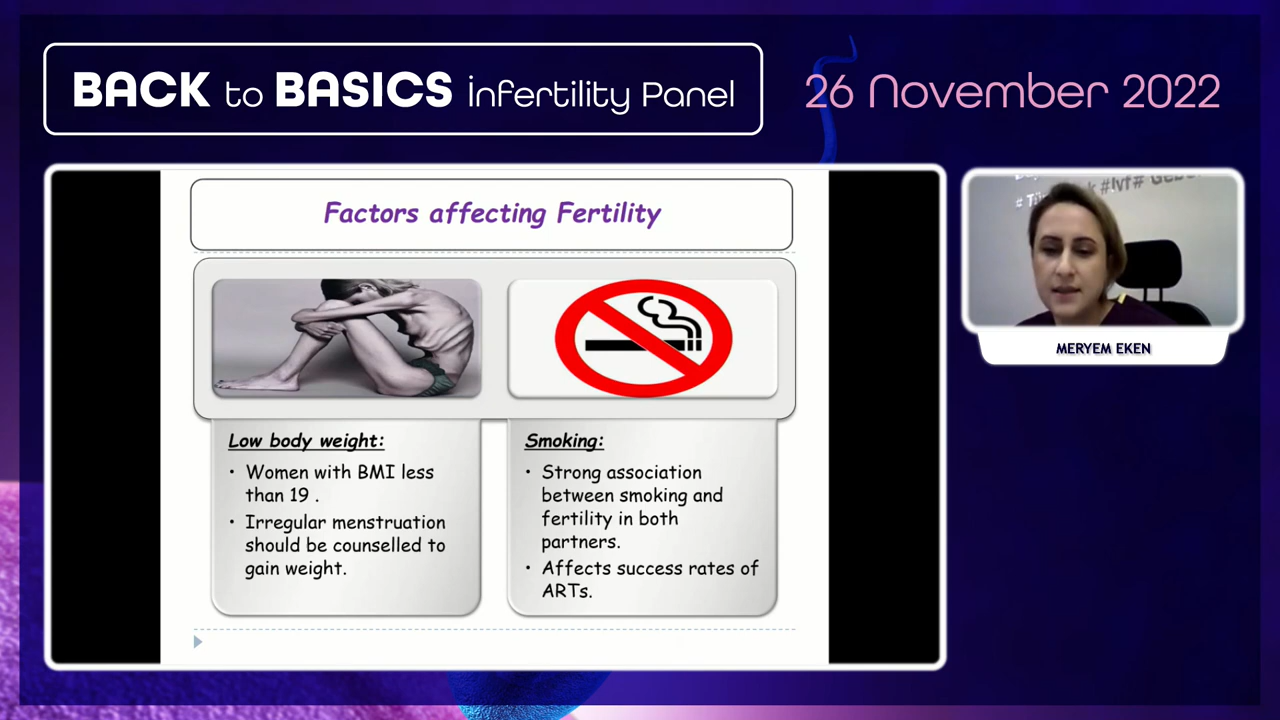 BACK to BASICS infertility Panel
26 November 2022
Factors affecting Fertility
Low body weight:
• Women with BMI less
than 19 .
• Irregular menstruation
should be counselled to
gain weight.
Smoking:
• Strong association
between smoking and
fertility in both
partners.
• Affects success rates of
ARTs.
#ivf#
MERYEM EKEN